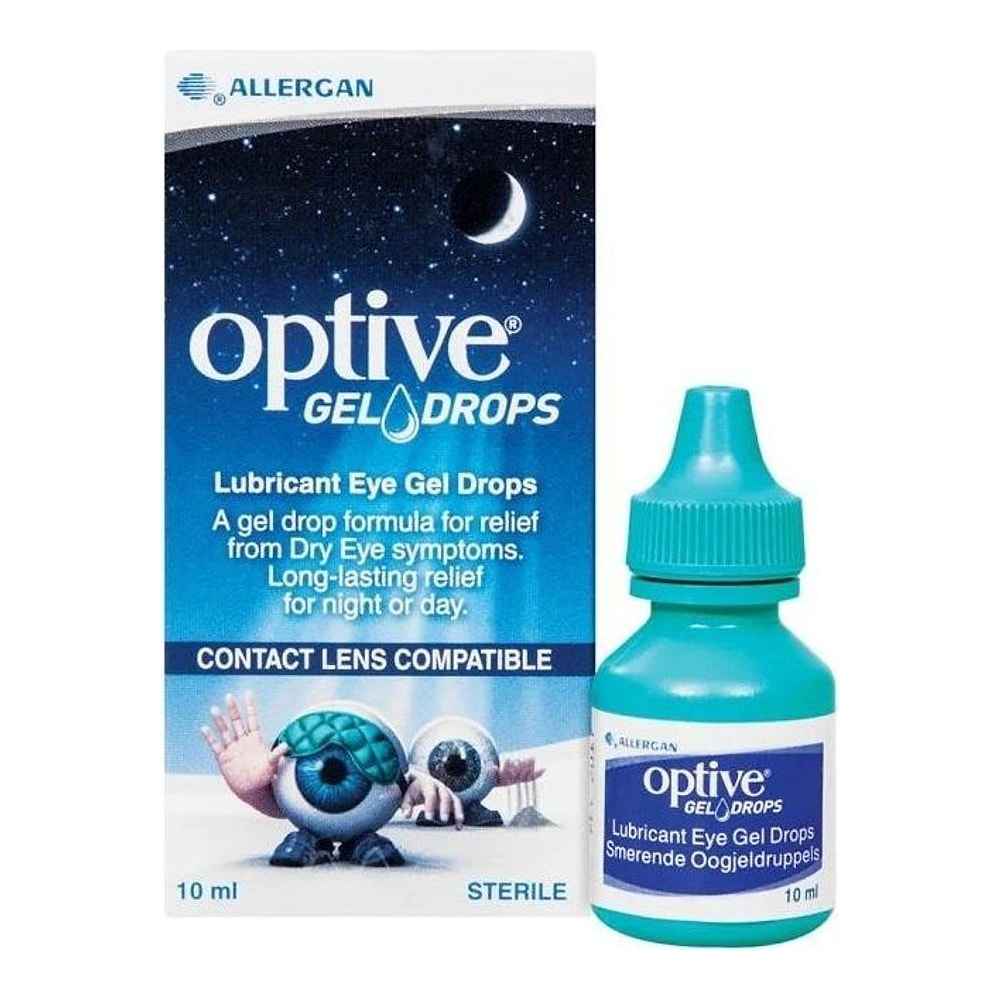 ALLERGAN
optive®
GEL DROPS
Lubricant Eye Gel Drops
A gel drop formula for relief
from Dry Eye symptoms.
Long-lasting relief
for night or day.
CONTACT LENS COMPATIBLE
10 ml
STERILE
ALLERGAN
optive®
GEL DROPS
Lubricant Eye Gel Drops
Smerende Oogjeldruppels
10 ml